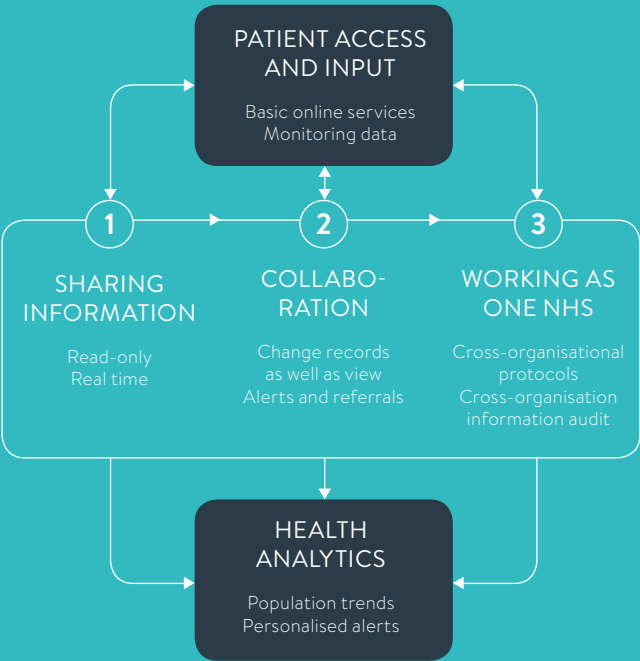 PATIENT ACCESS
AND INPUT
Basic online services
Monitoring data
1
2
3
SHARING
INFORMATION
Read-only
Real time
COLLABO-
RATION
Change records
as well as view
Alerts and referrals
WORKING AS
ONE NHS
Cross-organisational
protocols
Cross-organisation
information audit
HEALTH
ANALYTICS
Population trends
Personalised alerts